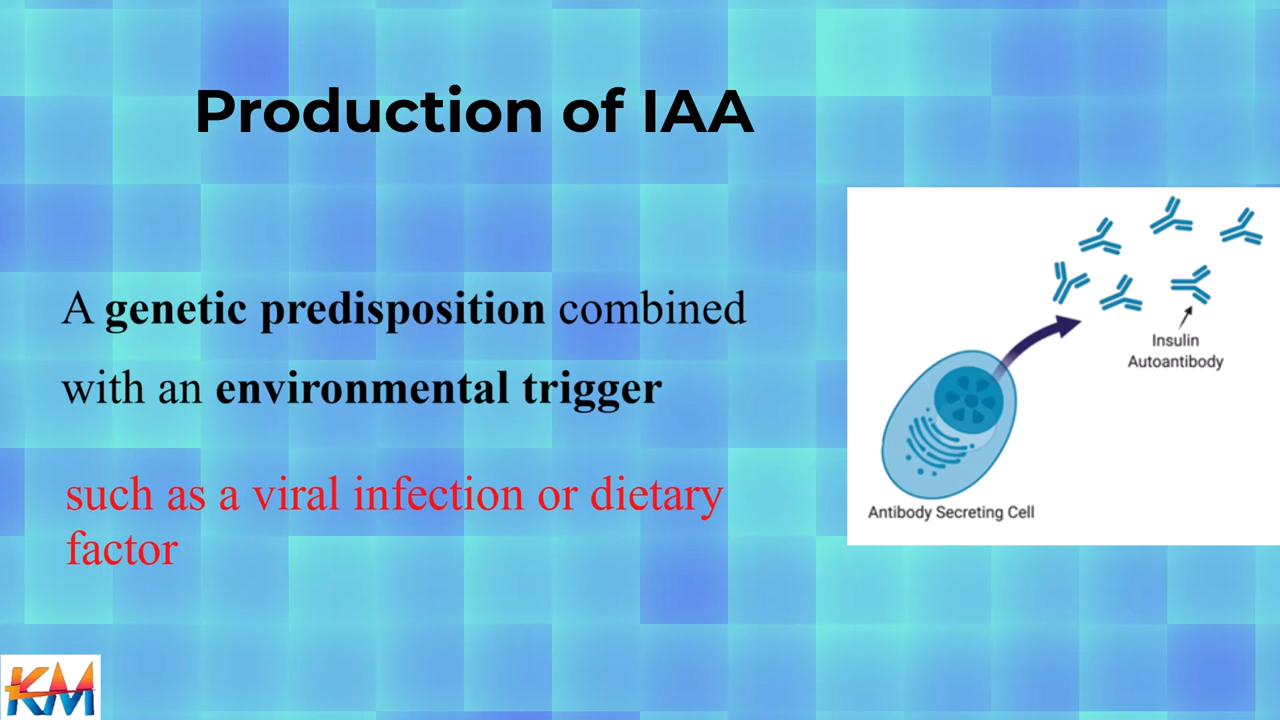 Production of IAA
A genetic predisposition combined
with an environmental trigger
such as a viral infection or dietary
factor
Insulin
Autoantibody
Antibody Secreting Cell
KM